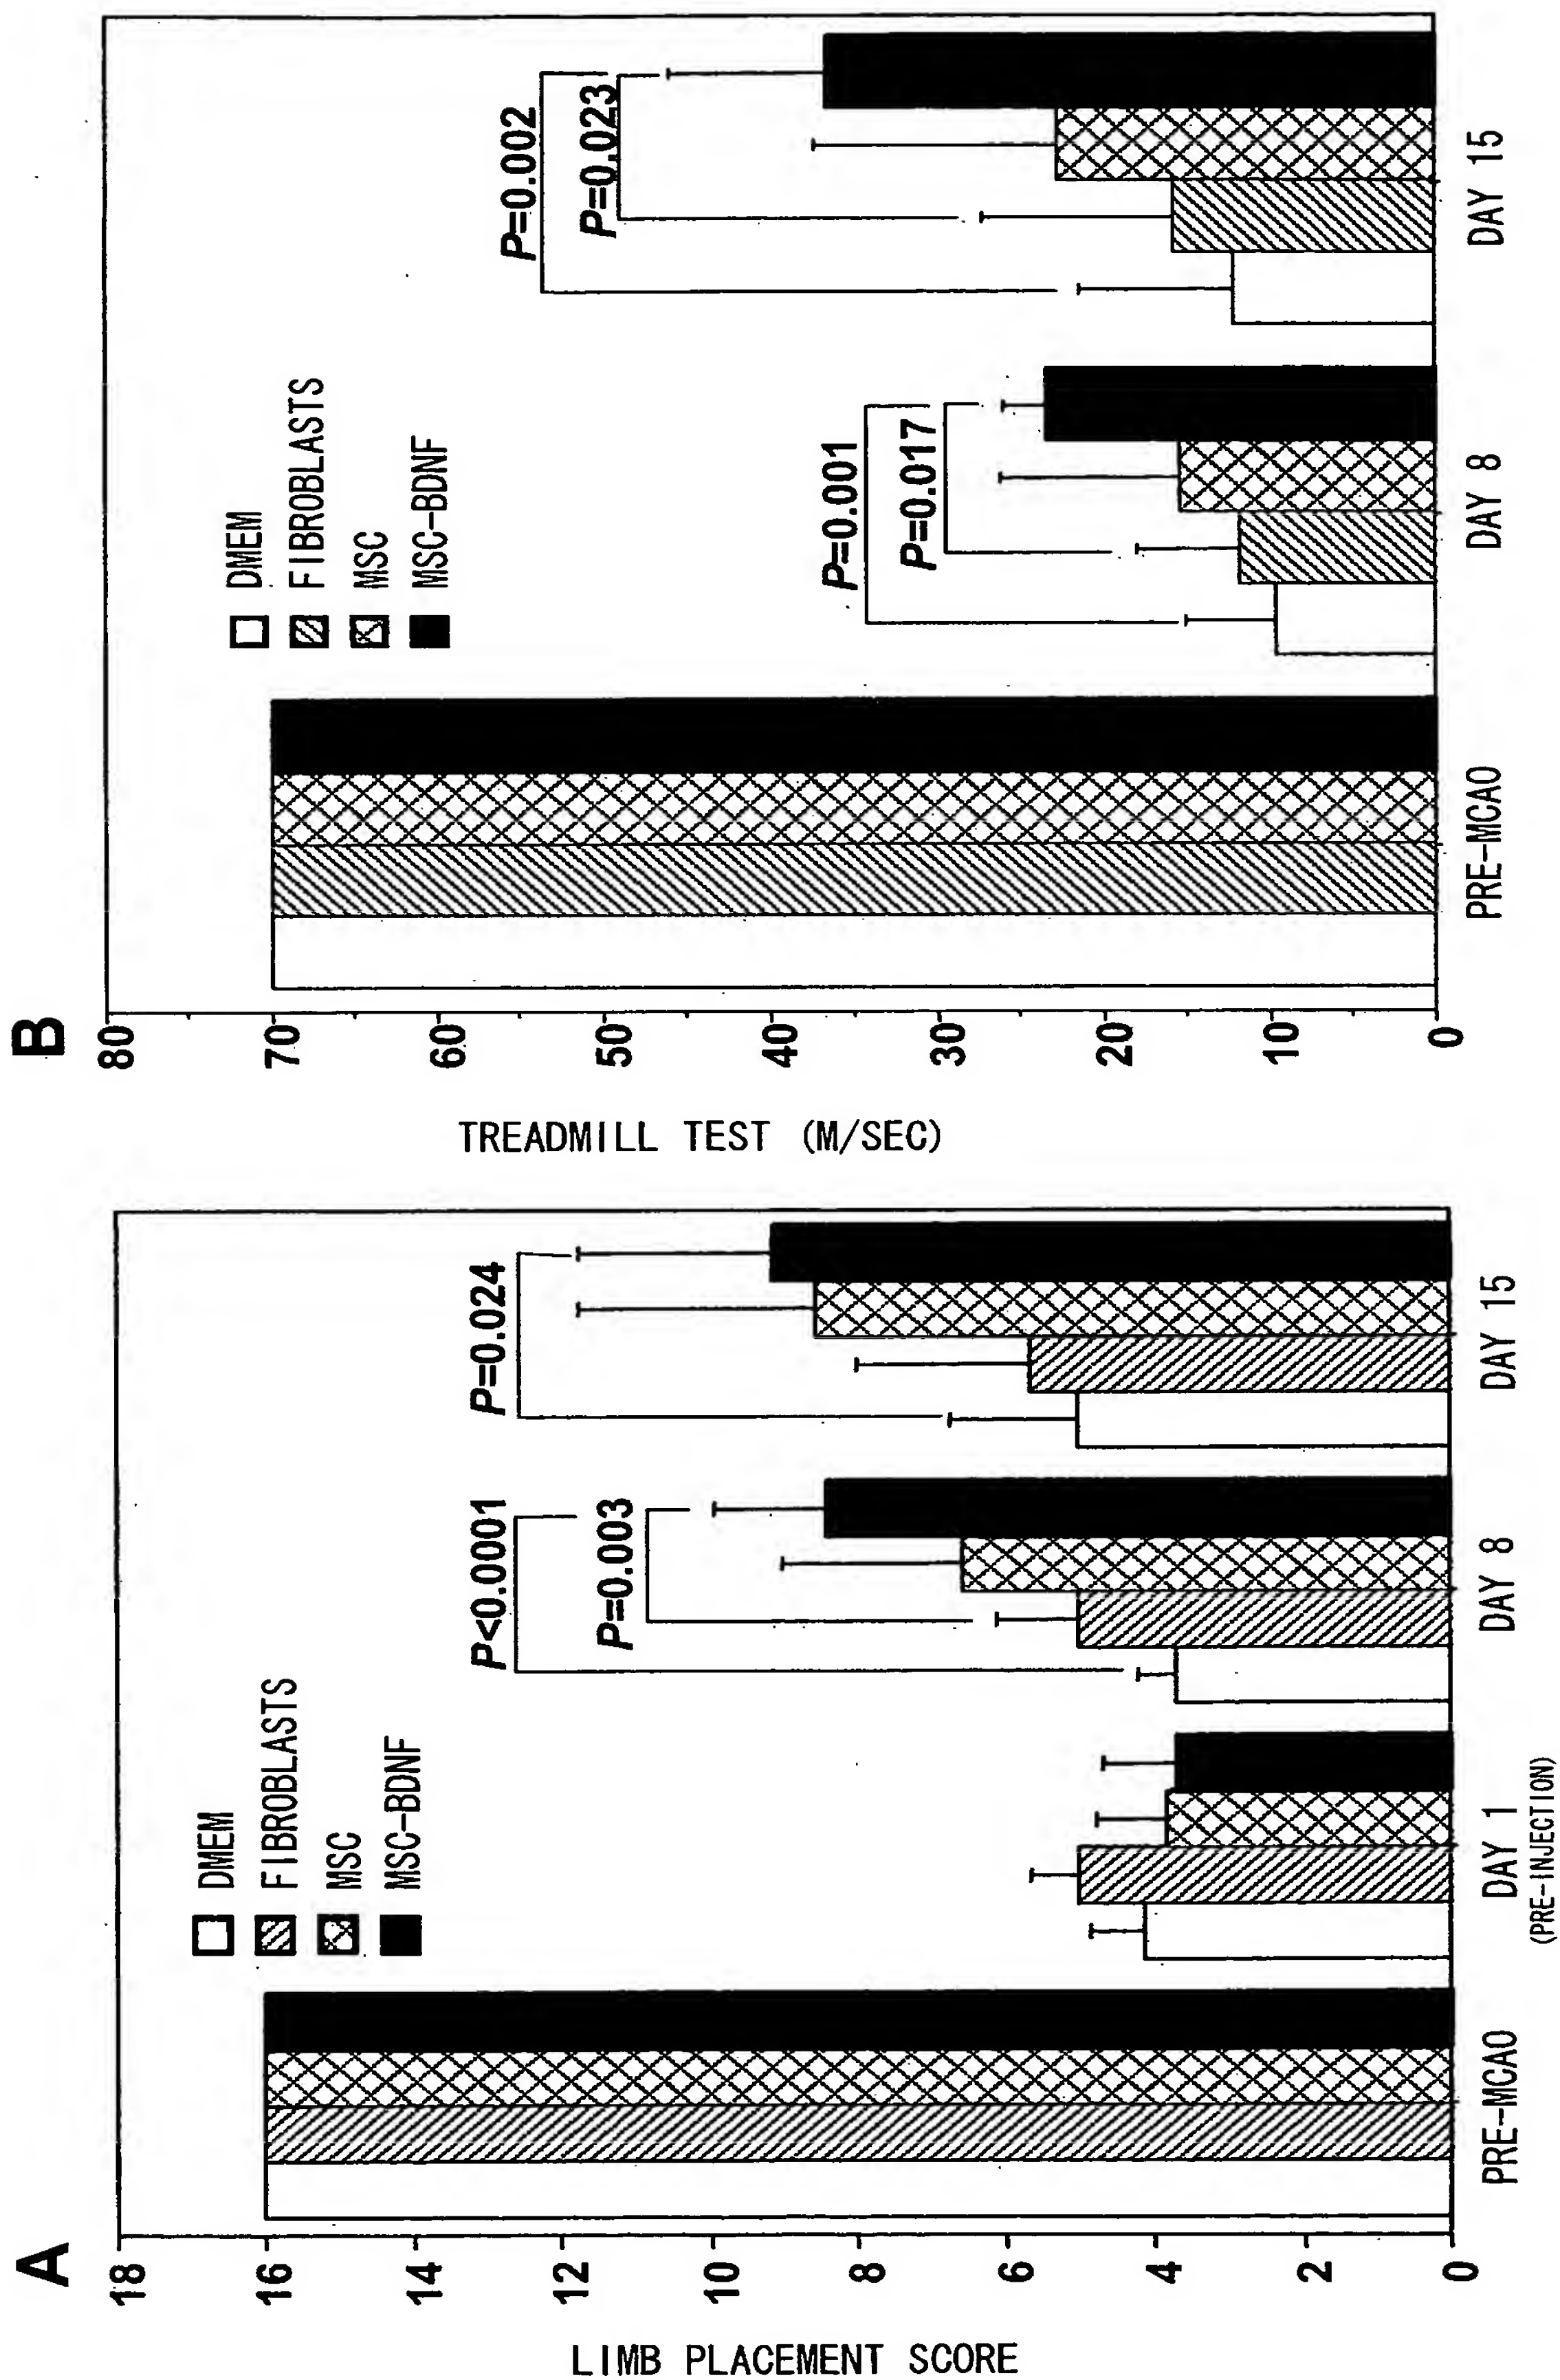 A
LIMB PLACEMENT SCORE
18
16
14
12
10
8
6
4
2
0
DMEM
FIBROBLASTS
MSC
MSC-BDNF
P<0.0001
P=0.003
P=0.024
PRE-MCAO
DAY 1
(PRE-INJECTION)
DAY 8
DAY 15
B
TREADMILL TEST (M/SEC)
80
70
60
50
40
30
20
10
0
DMEM
FIBROBLASTS
MSC
MSC-BDNF
P=0.001
P=0.017
P=0.002
P=0.023
PRE-MCAO
DAY 8
DAY 15